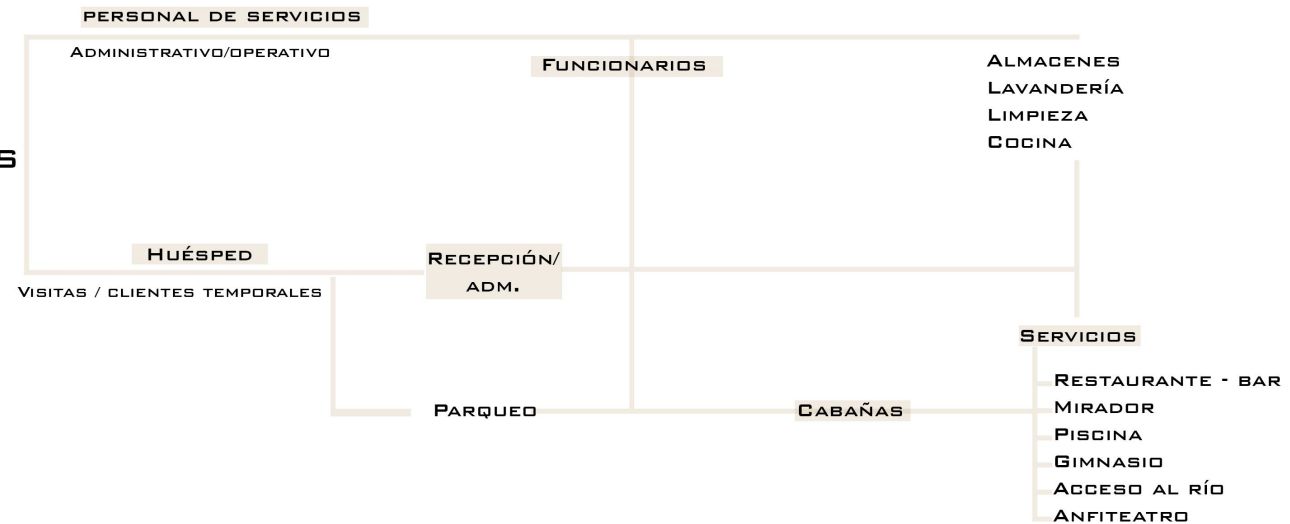 PERSONAL DE SERVICIOS
ADMINISTRATIVO/OPERATIVO
FUNCIONARIOS
ALMACENES
LAVANDERÍA
LIMPIEZA
COCINA
S
HUÉSPED
VISITAS / CLIENTES TEMPORALES
RECEPCIÓN/
ADM.
SERVICIOS
RESTAURANTE - BAR
MIRADOR
PISCINA
GIMNASIO
ACCESO AL RÍO
ANFITEATRO
PARQUEO
CABAÑAS